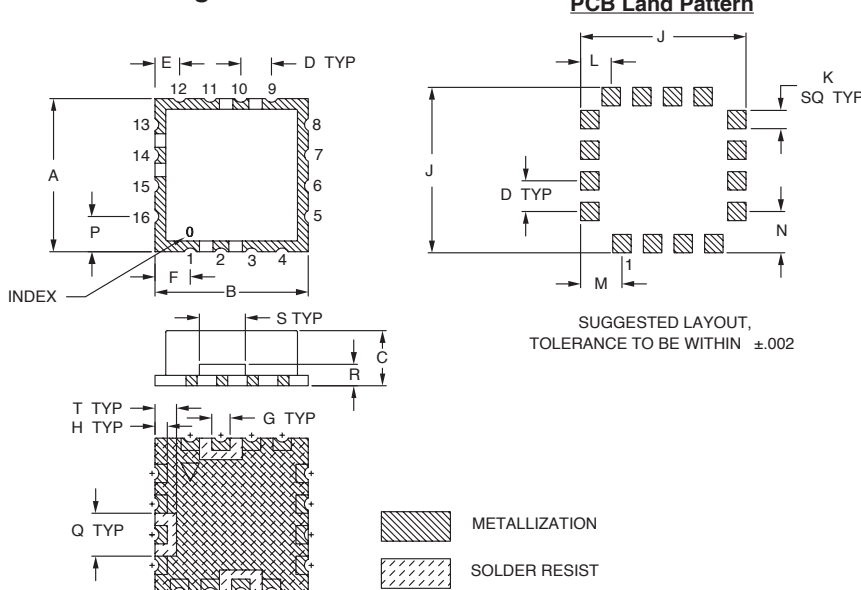 PCB Land Pattern
E
D TYP
12 11 10 9
13
14
15
16
8
7
6
5
A
P
0
1 2 3 4
F
B
INDEX
J
L
K
SQ TYP
J
D TYP
N
1
M
SUGGESTED LAYOUT,
TOLERANCE TO BE WITHIN ±.002
S TYP
C
R
T TYP
H TYP
G TYP
Q TYP
METALLIZATION
SOLDER RESIST